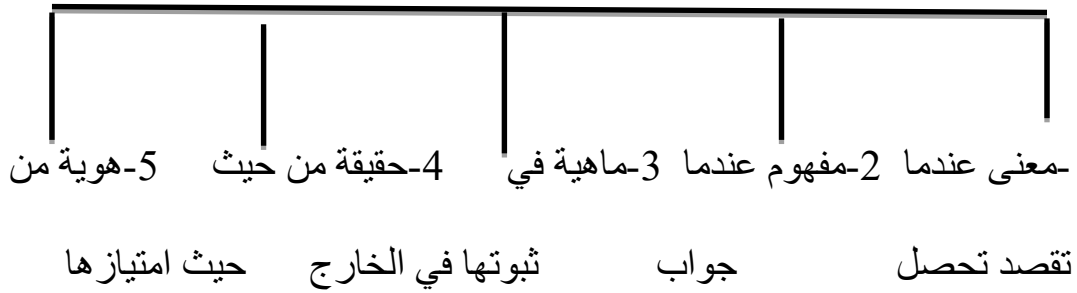 -معنى عندما 2-مفهوم عندما 3-ماهية في 4-حقيقة من حيث 5-هوية من
تقصد تحصل جواب ثبوتها في الخارج حيث امتيازها